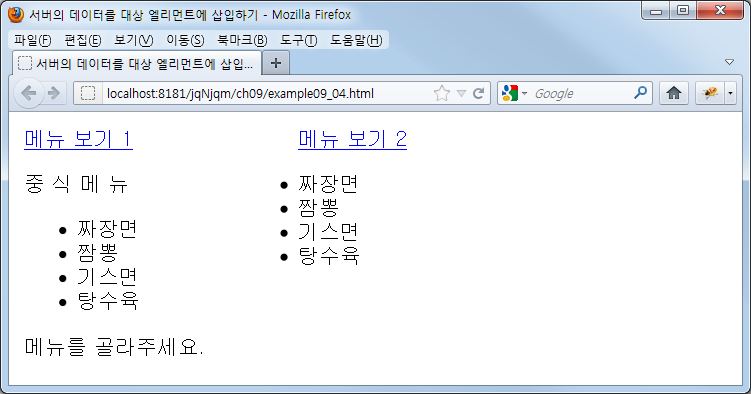 서버의 데이터를 대상 엘리먼트에 삽입하기 - Mozilla Firefox
파일(F) 편집(E) 보기(V) 이동(S) 북마크(B) 도구(T) 도움말(H)
서버의 데이터를 대상 엘리먼트에 삽입...
localhost:8181/jqNjqm/ch09/example09_04.html
Google
메뉴 보기 1
중 식 메 뉴
짜장면
짬뽕
기스면
탕수육
메뉴를 골라주세요.
메뉴 보기 2
짜장면
짬뽕
기스면
탕수육